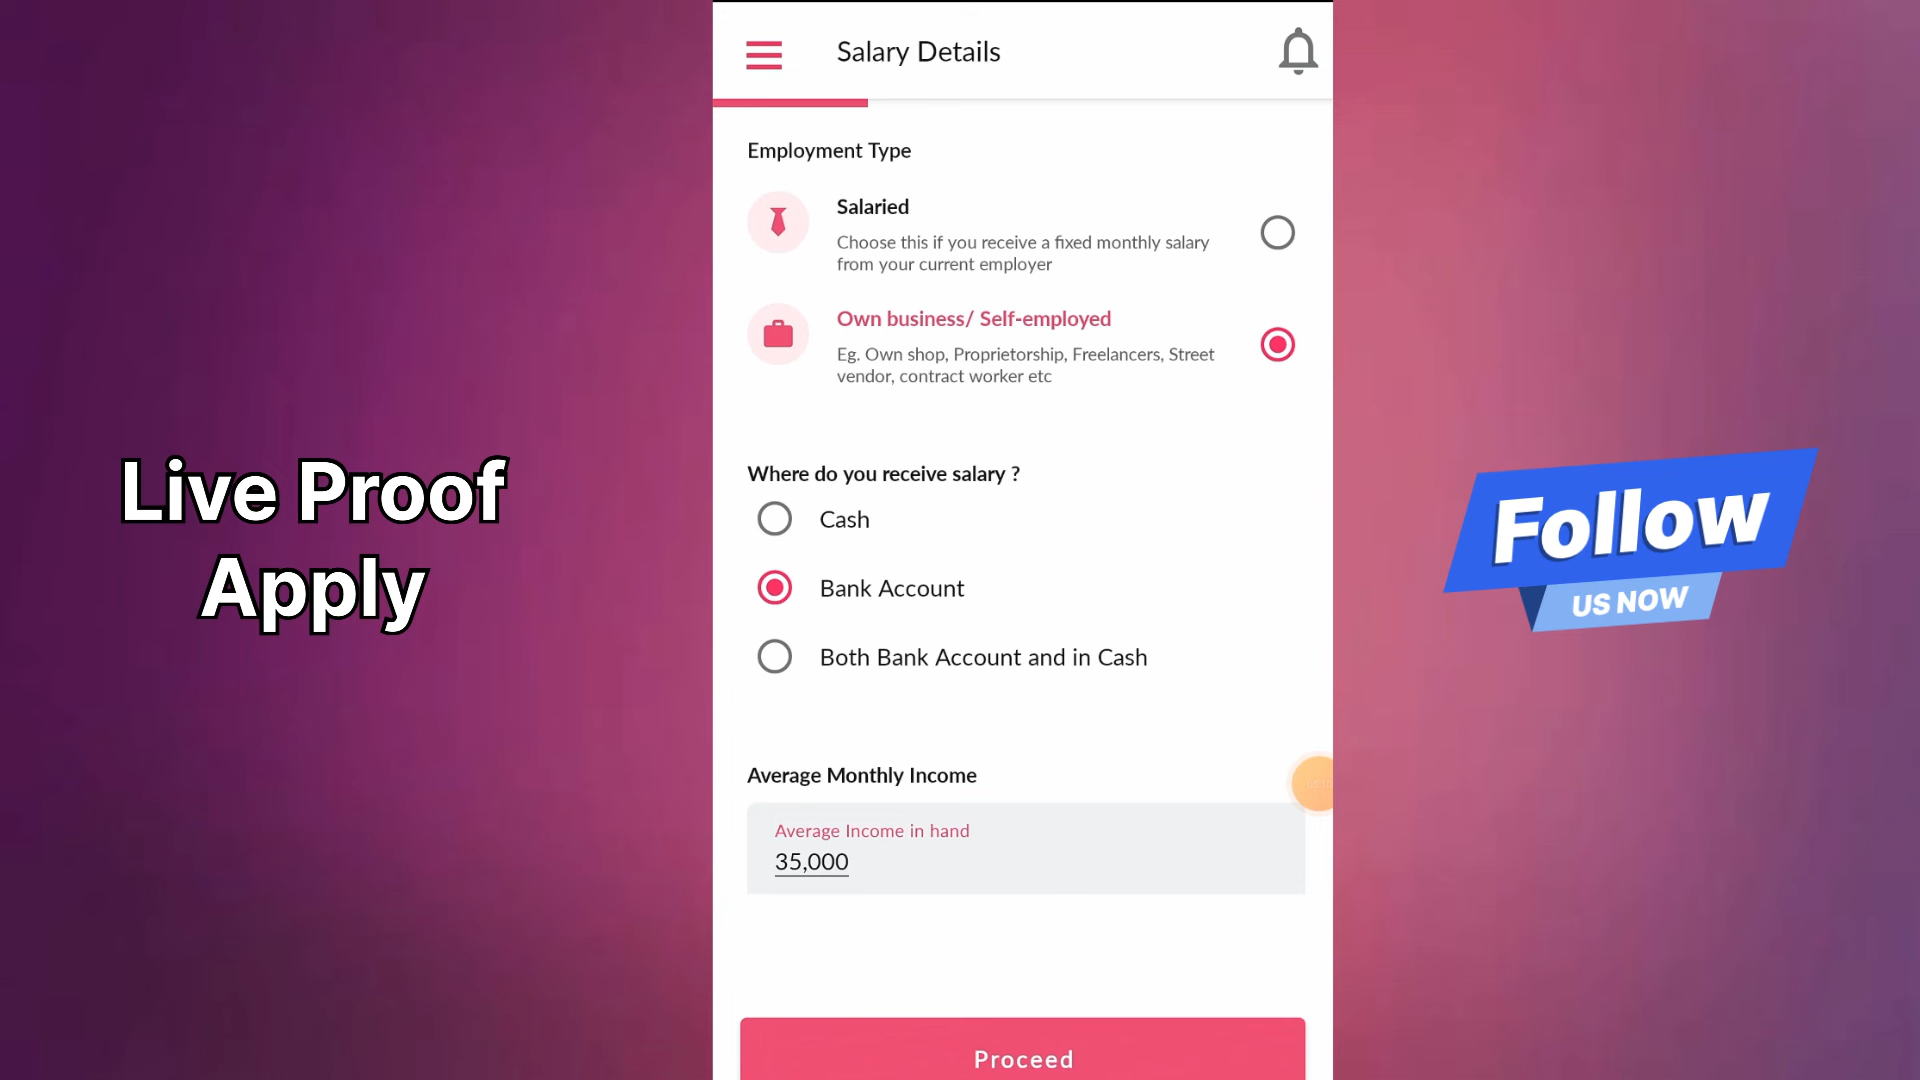 Salary Details
Employment Type
Salaried
Choose this if you receive a fixed monthly salary
from your current employer
Own business/ Self-employed
Eg. Own shop, Proprietorship, Freelancers, Street
vendor, contract worker etc
Where do you receive salary ?
Cash
Bank Account
Both Bank Account and in Cash
Average Monthly Income
Average Income in hand
35,000
Proceed
Live Proof
Apply
Follow
US NOW